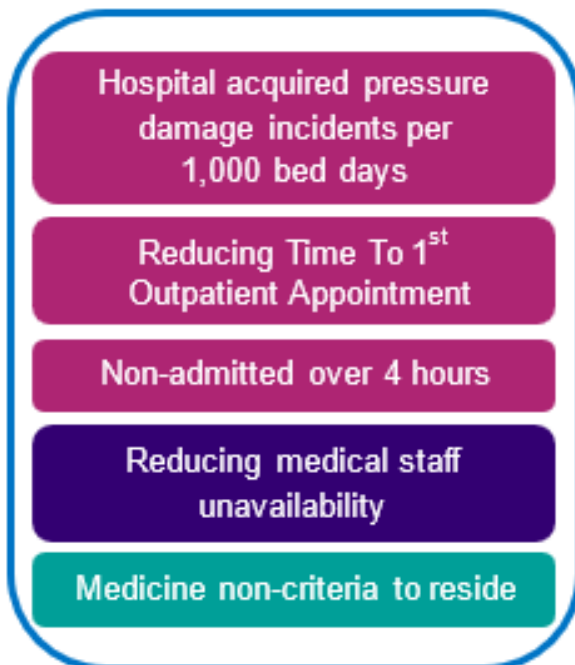 Hospital acquired pressure
damage incidents per
1,000 bed days
Reducing Time To 1st
Outpatient Appointment
Non-admitted over 4 hours
Reducing medical staff
unavailability
Medicine non-criteria to reside